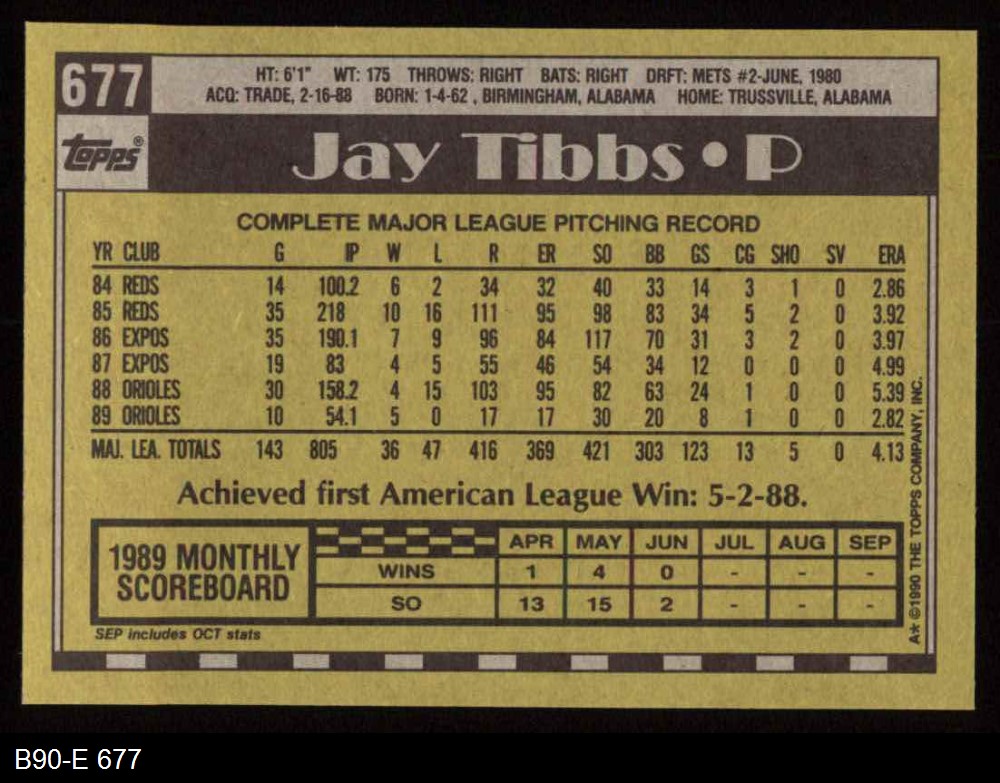 677
HT: 6'1" WT: 175 THROWS: RIGHT BATS: RIGHT DRFT: METS #2-JUNE, 1980
ACQ: TRADE, 2-16-88 BORN: 1-4-62 , BIRMINGHAM, ALABAMA HOME: TRUSSVILLE, ALABAMA
Topps®
Jay Tibbs • P
COMPLETE MAJOR LEAGUE PITCHING RECORD
YR CLUB G IP W L R ER SO BB GS CG SHO SV ERA
84 REDS 14 100.2 6 2 34 32 40 33 14 3 1 0 2.86
85 REDS 35 218 10 16 111 95 98 83 34 5 2 0 3.92
86 EXPOS 35 190.1 7 9 96 84 117 70 31 3 2 0 3.97
87 EXPOS 19 83 4 5 55 46 54 34 12 0 0 0 4.99
88 ORIOLES 30 158.2 4 15 103 95 82 63 24 1 0 0 5.39
89 ORIOLES 10 54.1 5 0 17 17 30 20 8 1 0 0 2.82
MAJ. LEA. TOTALS 143 805 36 47 416 369 421 303 123 13 5 0 4.13
Achieved first American League Win: 5-2-88.
1989 MONTHLY
SCOREBOARD
APR MAY JUN JUL AUG SEP
WINS 1 4 0 - - -
SO 13 15 2 - - -
SEP includes OCT stats
A* ©1990 THE TOPPS COMPANY, INC.
B90-E 677